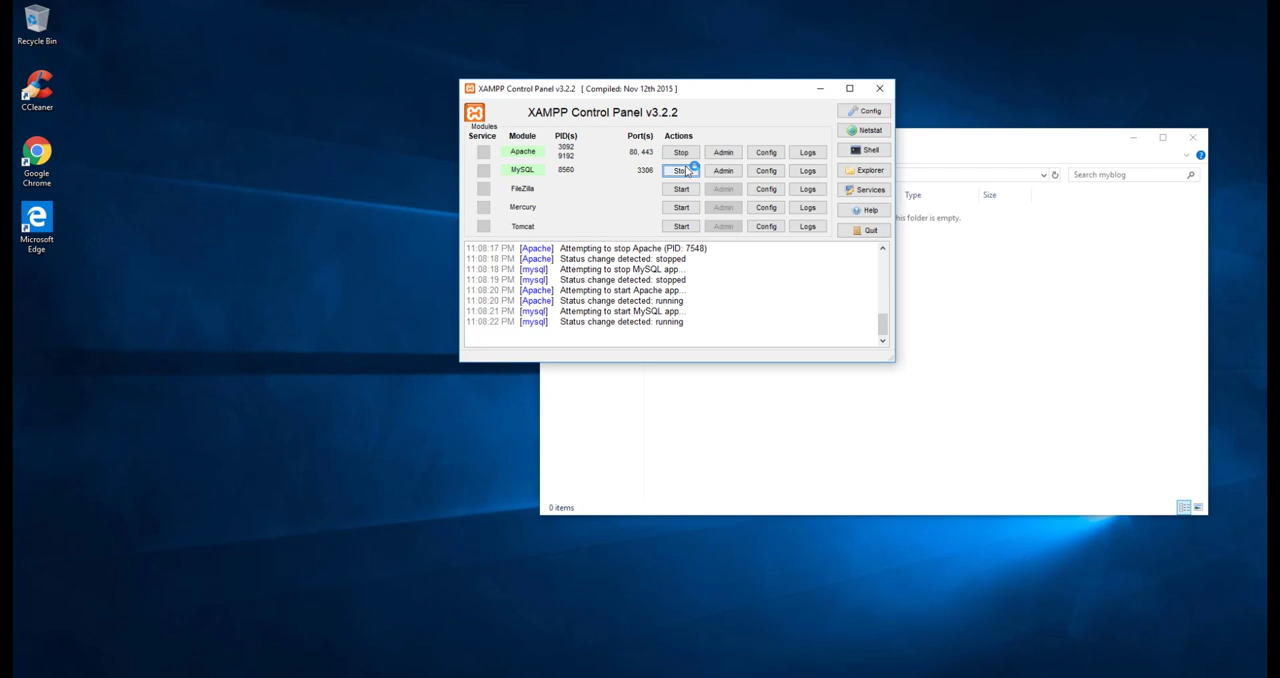 Recycle Bin
CCleaner
Google
Chrome
Microsoft
Edge
XAMPP Control Panel v3.2.2 [ Compiled: Nov 12th 2015 ]
XAMPP Control Panel v3.2.2
Modules
Service Module PID(s) Port(s) Actions
Apache 3092 9192 80, 443 Stop Admin Config Logs
MySQL 8560 3306 Stop Admin Config Logs
FileZilla Start Admin Config Logs
Mercury Start Admin Config Logs
Tomcat Start Admin Config Logs
Config
Netstat
Shell
Explorer
Services
Help
Quit
11:08:17 PM [Apache] Attempting to stop Apache (PID: 7548)
11:08:18 PM [Apache] Status change detected: stopped
11:08:18 PM [mysql] Attempting to stop MySQL app...
11:08:19 PM [mysql] Status change detected: stopped
11:08:20 PM [Apache] Attempting to start Apache app...
11:08:20 PM [Apache] Status change detected: running
11:08:21 PM [mysql] Attempting to start MySQL app...
11:08:22 PM [mysql] Status change detected: running
Search myblog
Type Size
his folder is empty.
0 items